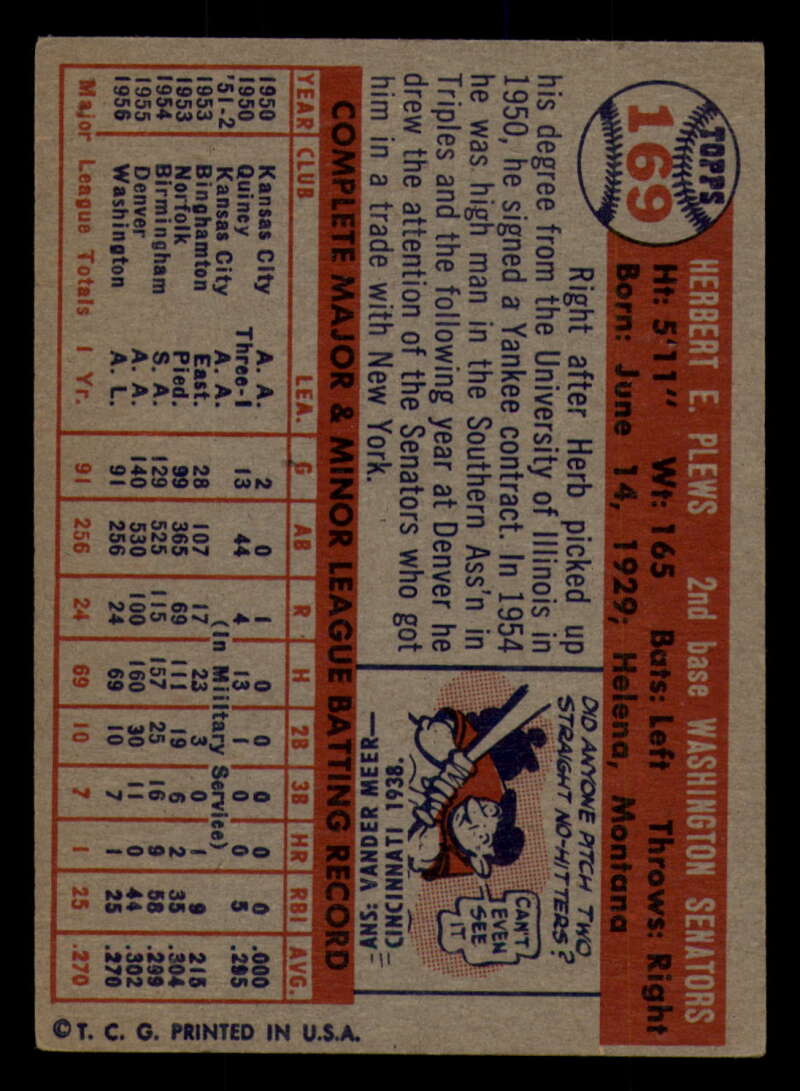 TOPPS
169
HERBERT E. PLEWS 2nd base WASHINGTON SENATORS
Ht: 5'11" Wt: 165 Bats: Left Throws: Right
Born: June 14, 1929; Helena, Montana
Right after Herb picked up
his degree from the University of Illinois in
1950, he signed a Yankee contract. In 1954
he was high man in the Southern Ass'n in
Triples and the following year at Denver he
drew the attention of the Senators who got
him in a trade with New York.
DID ANYONE PITCH TWO
STRAIGHT NO-HITTERS?
CAN'T
EVEN
SEE
IT
ANS: VANDER MEER—
CINCINNATI 1938.
COMPLETE MAJOR & MINOR LEAGUE BATTING RECORD
YEAR CLUB LEA. G AB R H 2B 3B HR RBI AVG.
1950 Kansas City A. A. 2 0 1 0 0 0 0 0 .000
1950 Quincy Three-I 13 44 4 13 1 0 0 5 .295
'51-2 Kansas City A. A. (In Military Service)
1953 Binghamton East. 28 107 17 23 3 0 1 9 .215
1953 Norfolk Pied. 99 365 69 111 19 6 2 35 .304
1954 Birmingham S. A. 129 525 115 157 25 16 9 58 .299
1955 Denver A. A. 140 530 100 160 30 11 0 44 .302
1956 Washington A. L. 91 256 24 69 10 7 1 25 .270
Major League Totals 1 Yr. 91 256 24 69 10 7 1 25 .270
© T. C. G. PRINTED IN U.S.A.